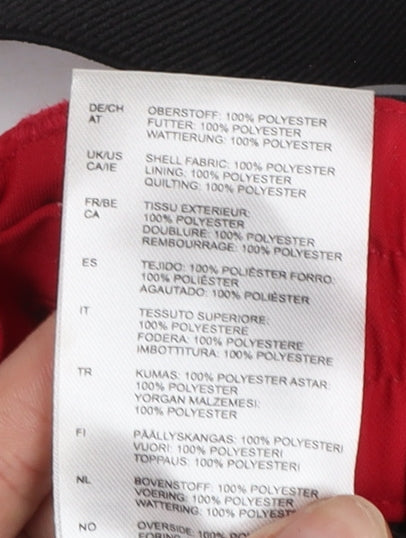 DE/CH OBERSTOFF: 100% POLYESTER
AT FUTTER: 100% POLYESTER
WATTIERUNG: 100% POLYESTER
UK/US SHELL FABRIC: 100% POLYESTER
CA/IE LINING: 100% POLYESTER
QUILTING: 100% POLYESTER
FR/BE TISSU EXTERIEUR:
CA 100% POLYESTER
DOUBLURE: 100% POLYESTER
REMBOURRAGE: 100% POLYESTER
ES TEJIDO: 100% POLIÉSTER FORRO:
100% POLIÉSTER
AGAUTADO: 100% POLIÉSTER
IT TESSUTO SUPERIORE:
100% POLYESTERE
FODERA: 100% POLYESTERE
IMBOTTITURA: 100% POLYESTERE
TR KUMAS: 100% POLYESTER ASTAR:
100% POLYESTER
YORGAN MALZEMESI:
100% POLYESTER
FI PÄÄLLYSKANGAS: 100% POLYESTERI
VUORI: 100% POLYESTERI
TOPPAUS: 100% POLYESTERI
NL BOVENSTOFF: 100% POLYESTER
VOERING: 100% POLYESTER
WATTERING: 100% POLYESTER
NO OVERSIDE: 100%